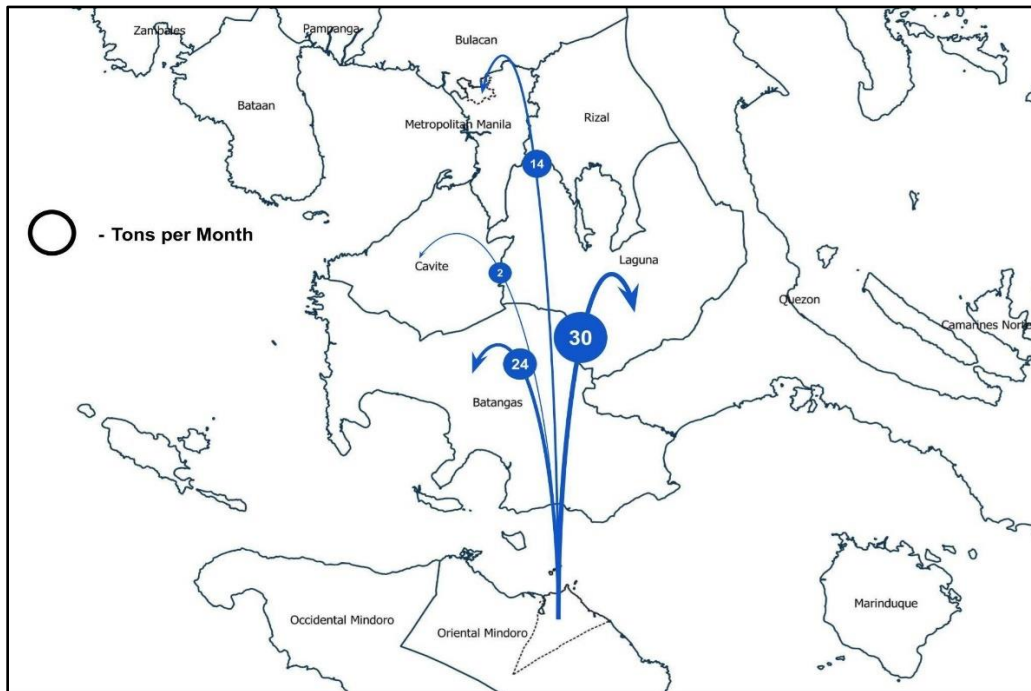 Zambales
Pampanga
Bulacan
Bataan
Metropolitan Manila
Rizal
14
- Tons per Month
Cavite
2
Laguna
Quezon
Camarines Norte
30
24
Batangas
Occidental Mindoro
Oriental Mindoro
Marinduque